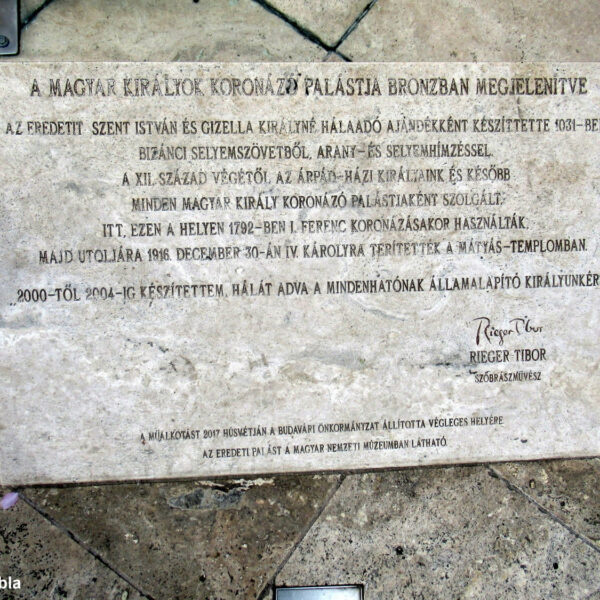 A MAGYAR KIRÁLYOK KORONÁZÓ PALÁSTJA BRONZBAN MEGJELENÍTVE
AZ EREDETIT SZENT ISTVÁN ÉS GIZELLA KIRÁLYNÉ HÁLAADÓ AJÁNDÉKKÉNT KÉSZÍTTETTE 1031-BE
BIZÁNCI SELYEMSZÖVETBŐL, ARANY-ÉS SELYEMHÍMZÉSSEL.
A XII. SZÁZAD VÉGÉTŐL AZ ÁRPÁD-HÁZI KIRÁLYAINK ÉS KÉSŐBB
MINDEN MAGYAR KIRÁLY KORONÁZÓ PALÁSTJAKÉNT SZOLGÁLT.
ITT, EZEN A HELYEN 1792-BEN I. FERENC KORONÁZÁSAKOR HASZNÁLTÁK,
MAJD UTOLJÁRA 1916. DECEMBER 30-ÁN IV. KÁROLYRA TERÍTETTÉK A MÁTYÁS-TEMPLOMBAN.
2000-TŐL 2004-IG KÉSZÍTETTEM, HÁLÁT ADVA A MINDENHATÓNAK ÁLLAMALAPÍTÓ KIRÁLYUNKÉR
Rieger Tibor
RIEGER TIBOR
SZOBRÁSZMŰVÉSZ
A MŰALKOTÁST 2017 HÚSVÉTJÁN A BUDAVÁRI ÖNKORMÁNYZAT ÁLLÍTOTTA VÉGLEGES HELYÉRE
AZ EREDETI PALÁST A MAGYAR NEMZETI MÚZEUMBAN LÁTHATÓ.
bla